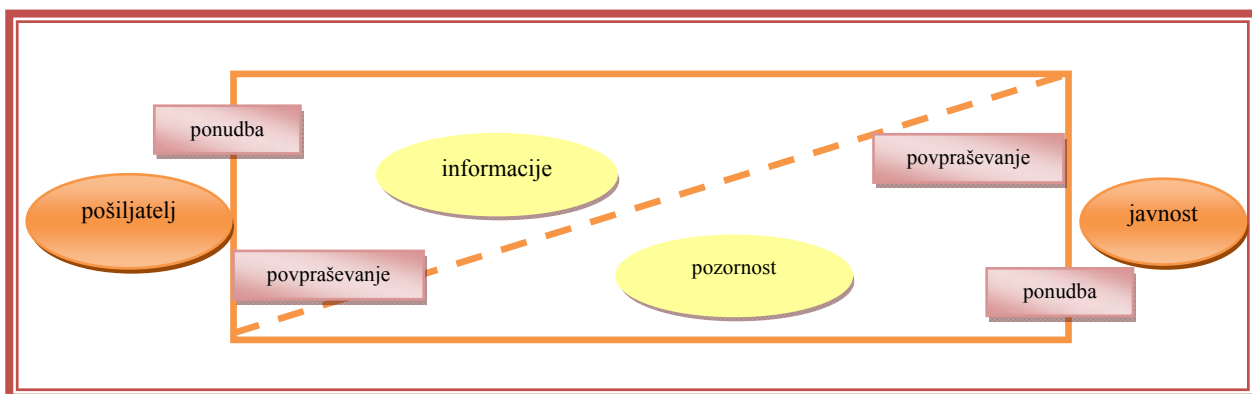 ponudba
informacije
povpraševanje
pošiljatelj
javnost
povpraševanje
pozornost
ponudba